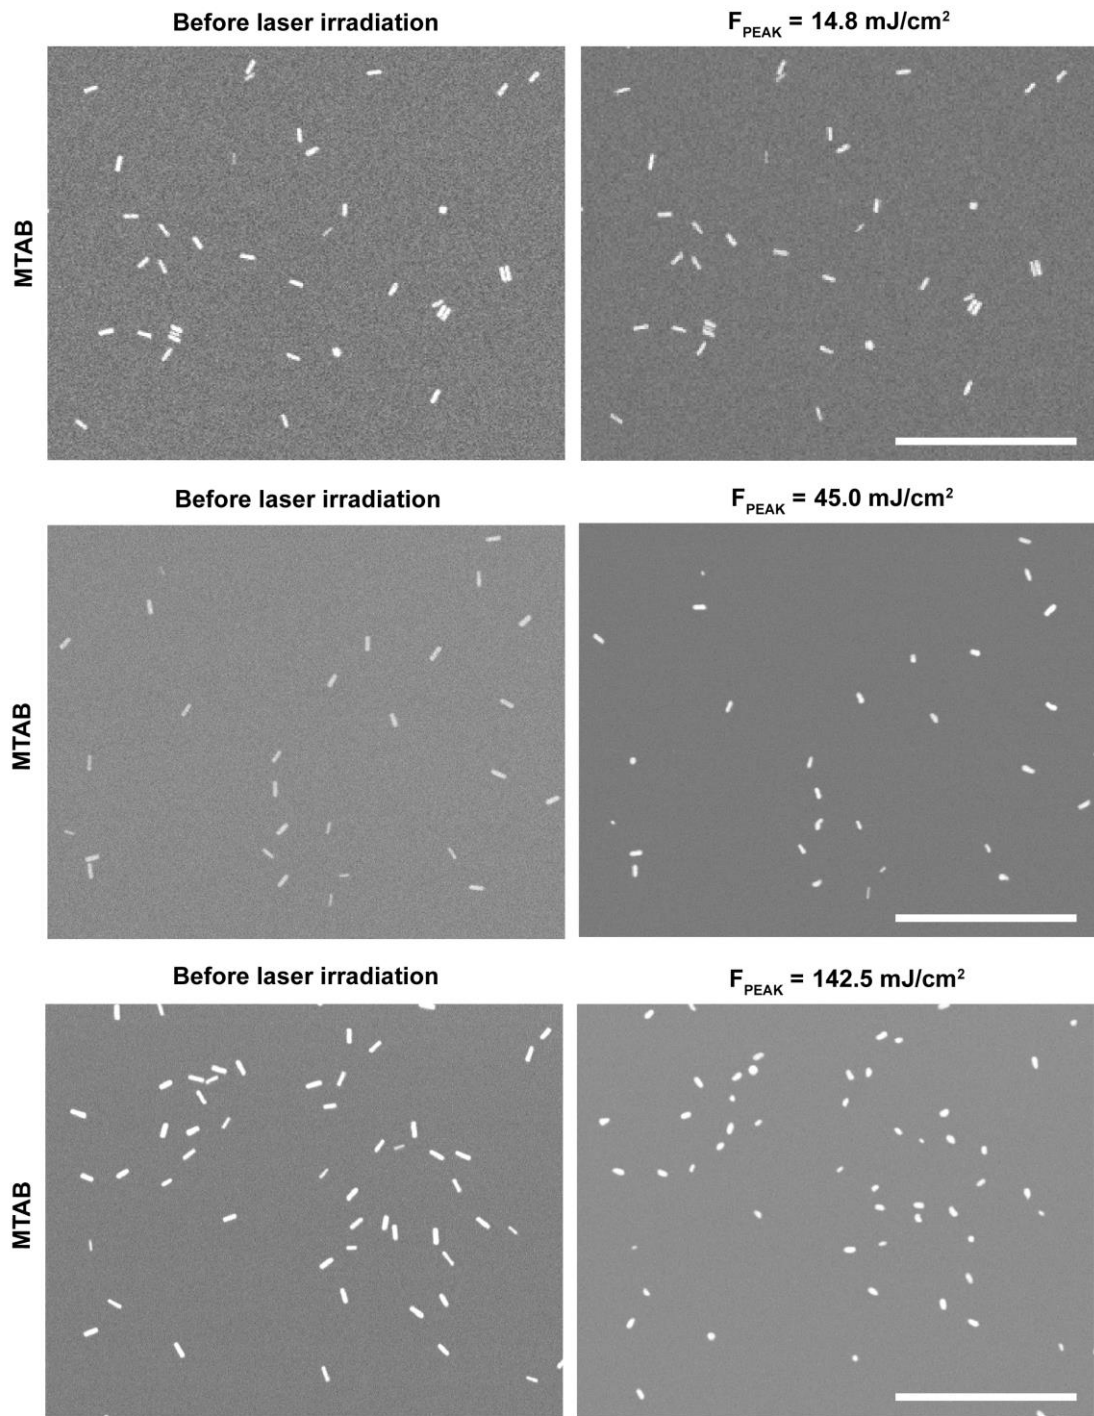 Before laser irradiation
F_PEAK = 14.8 mJ/cm²
MTAB
Before laser irradiation
F_PEAK = 45.0 mJ/cm²
MTAB
Before laser irradiation
F_PEAK = 142.5 mJ/cm²
MTAB